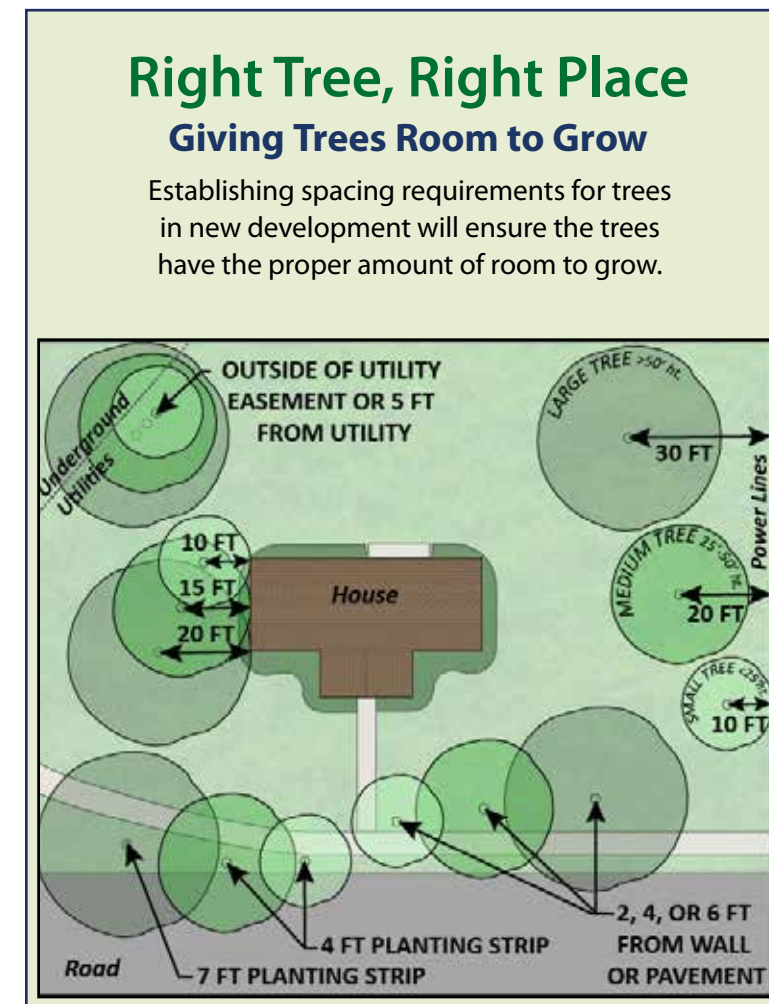 Right Tree, Right Place
Giving Trees Room to Grow
Establishing spacing requirements for trees
in new development will ensure the trees
have the proper amount of room to grow.
OUTSIDE OF UTILITY
EASEMENT OR 5 FT
FROM UTILITY
Underground
Utilities
LARGE TREE >50' ht.
30 FT
Power Lines
MEDIUM TREE 25'-50' ht.
20 FT
SMALL TREE <25' ht.
10 FT
10 FT
15 FT
20 FT
House
4 FT PLANTING STRIP
7 FT PLANTING STRIP
Road
2, 4, OR 6 FT
FROM WALL
OR PAVEMENT